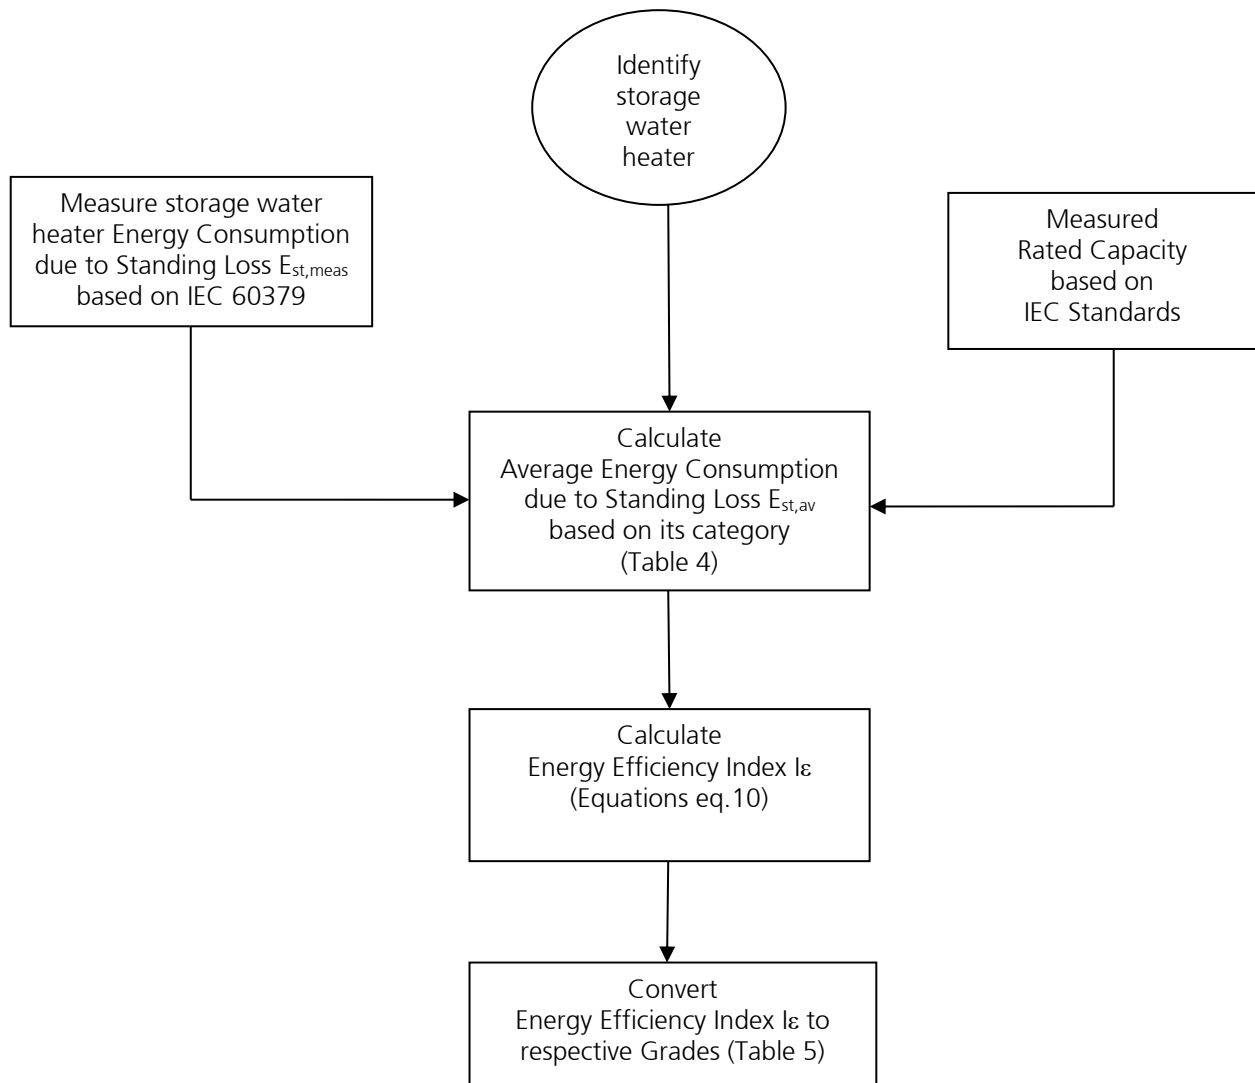 Identify
storage
water
heater
Measure storage water
heater Energy Consumption
due to Standing Loss Est,meas
based on IEC 60379
Measured
Rated Capacity
based on
IEC Standards
Calculate
Average Energy Consumption
due to Standing Loss Est,av
based on its category
(Table 4)
Calculate
Energy Efficiency Index Iε
(Equations eq.10)
Convert
Energy Efficiency Index Iε to
respective Grades (Table 5)